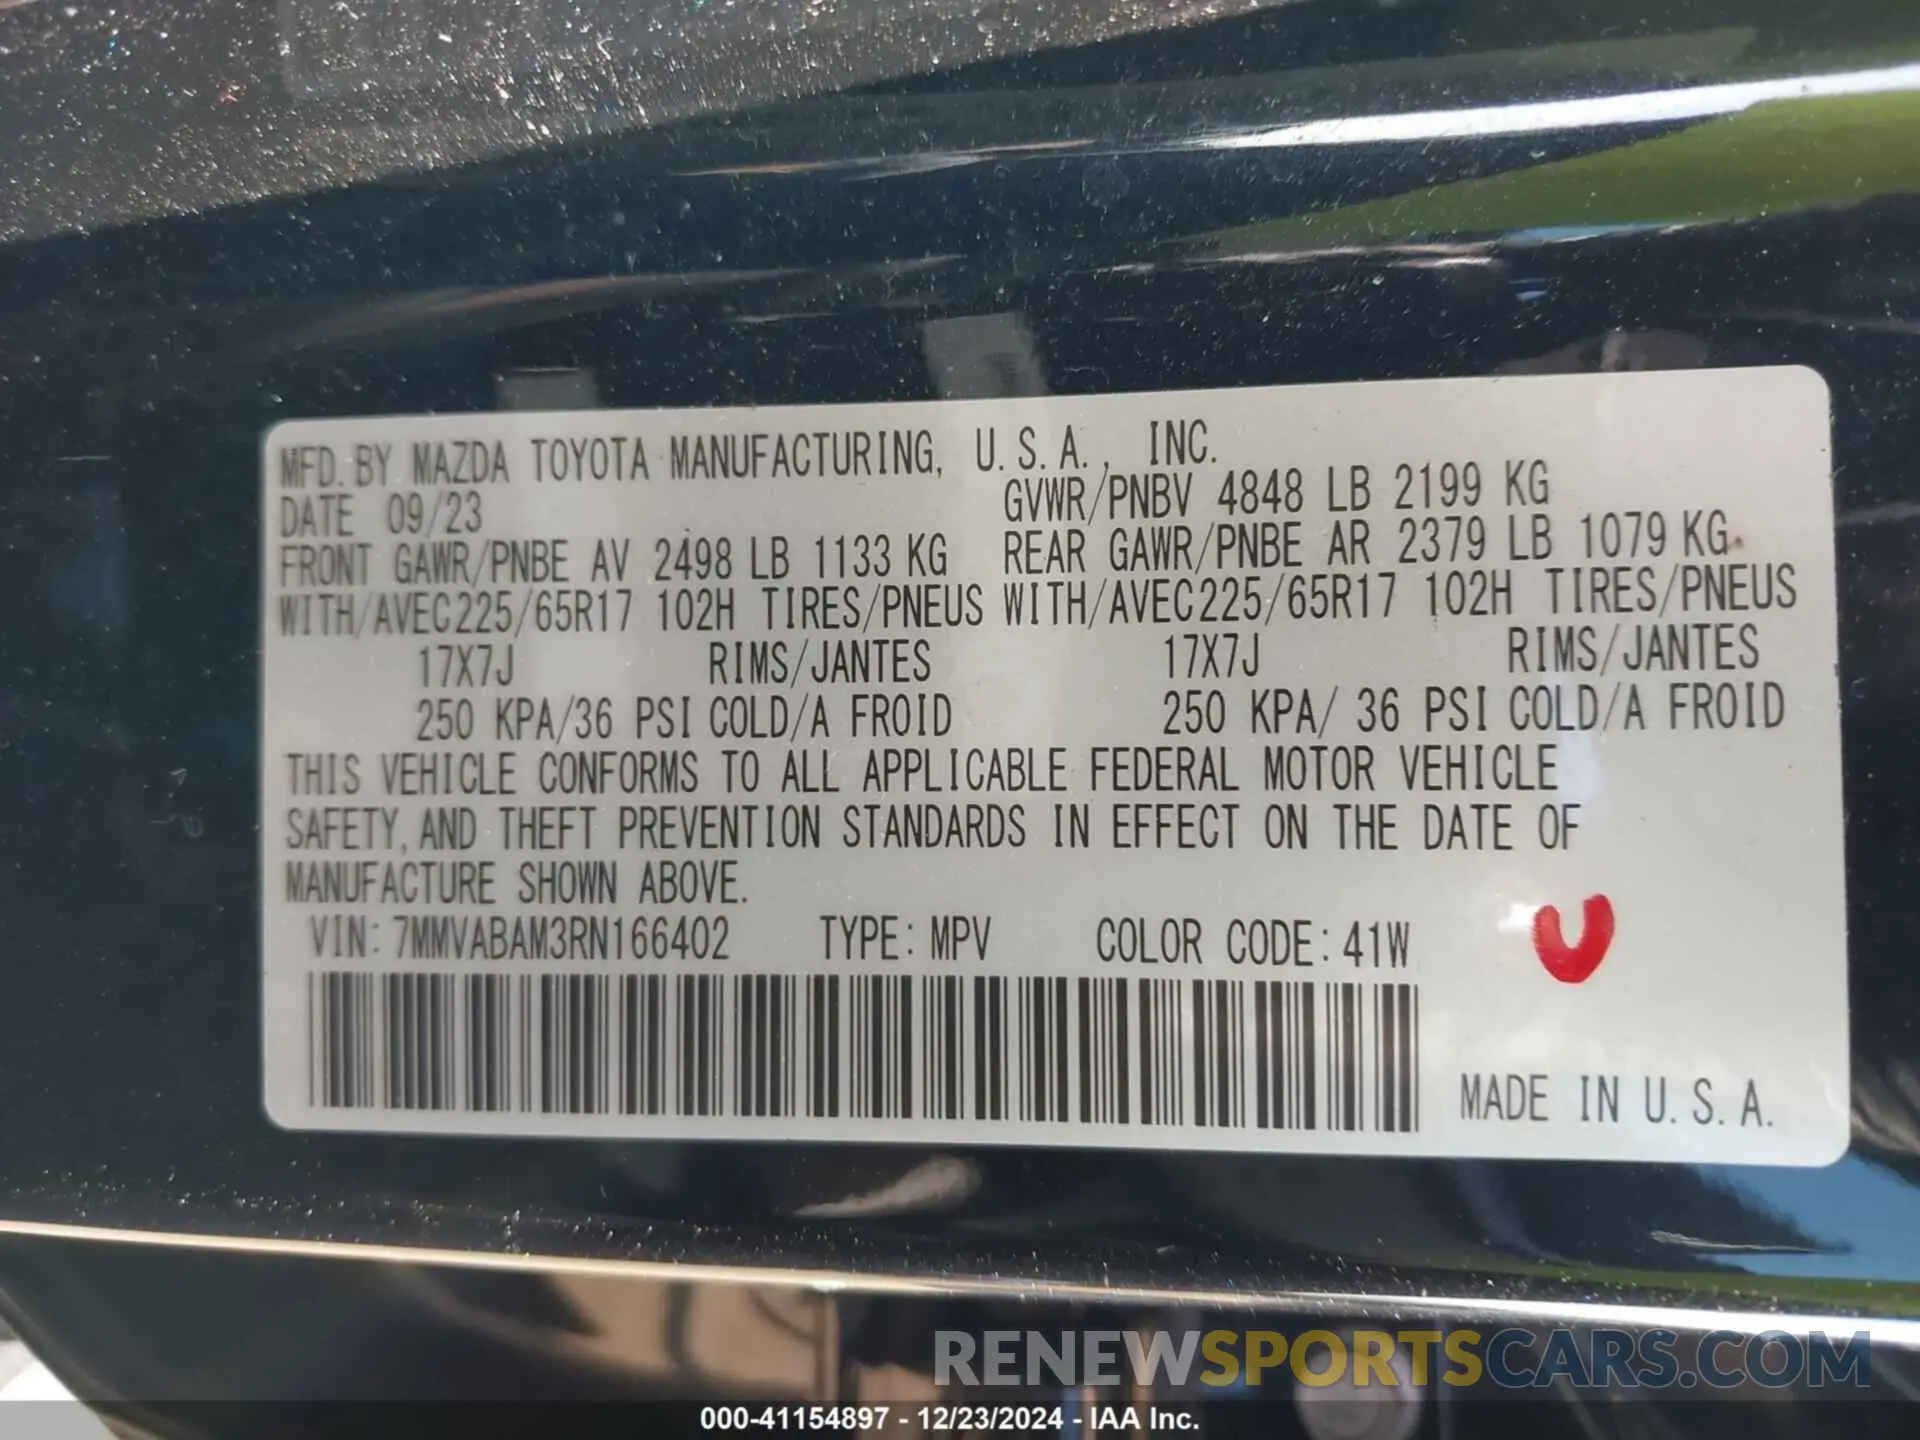 MFD. BY MAZDA TOYOTA MANUFACTURING, U.S.A., INC.
DATE 09/23 GVWR/PNBV 4848 LB 2199 KG
FRONT GAWR/PNBE AV 2498 LB 1133 KG REAR GAWR/PNBE AR 2379 LB 1079 KG
WITH/AVEC225/65R17 102H TIRES/PNEUS WITH/AVEC225/65R17 102H TIRES/PNEUS
17X7J RIMS/JANTES 17X7J RIMS/JANTES
250 KPA/36 PSI COLD/A FROID 250 KPA/ 36 PSI COLD/A FROID
THIS VEHICLE CONFORMS TO ALL APPLICABLE FEDERAL MOTOR VEHICLE
SAFETY, AND THEFT PREVENTION STANDARDS IN EFFECT ON THE DATE OF
MANUFACTURE SHOWN ABOVE.
VIN: 7MMVABAM3RN166402 TYPE: MPV COLOR CODE: 41W
MADE IN U.S.A.
RENEWSPORTSCARS.COM
000-41154897 - 12/23/2024 - IAA Inc.